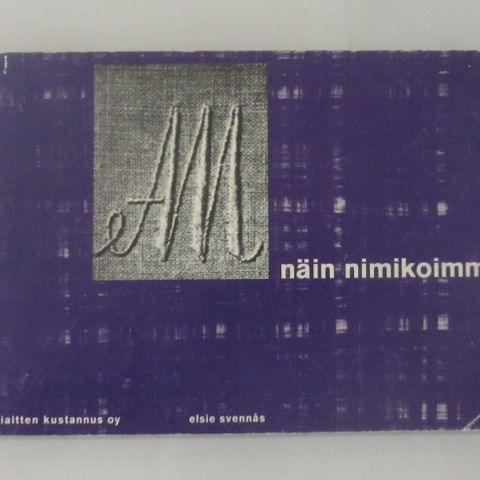 AM
näin nimikoimm
iaitten kustannus oy
elsie svennås